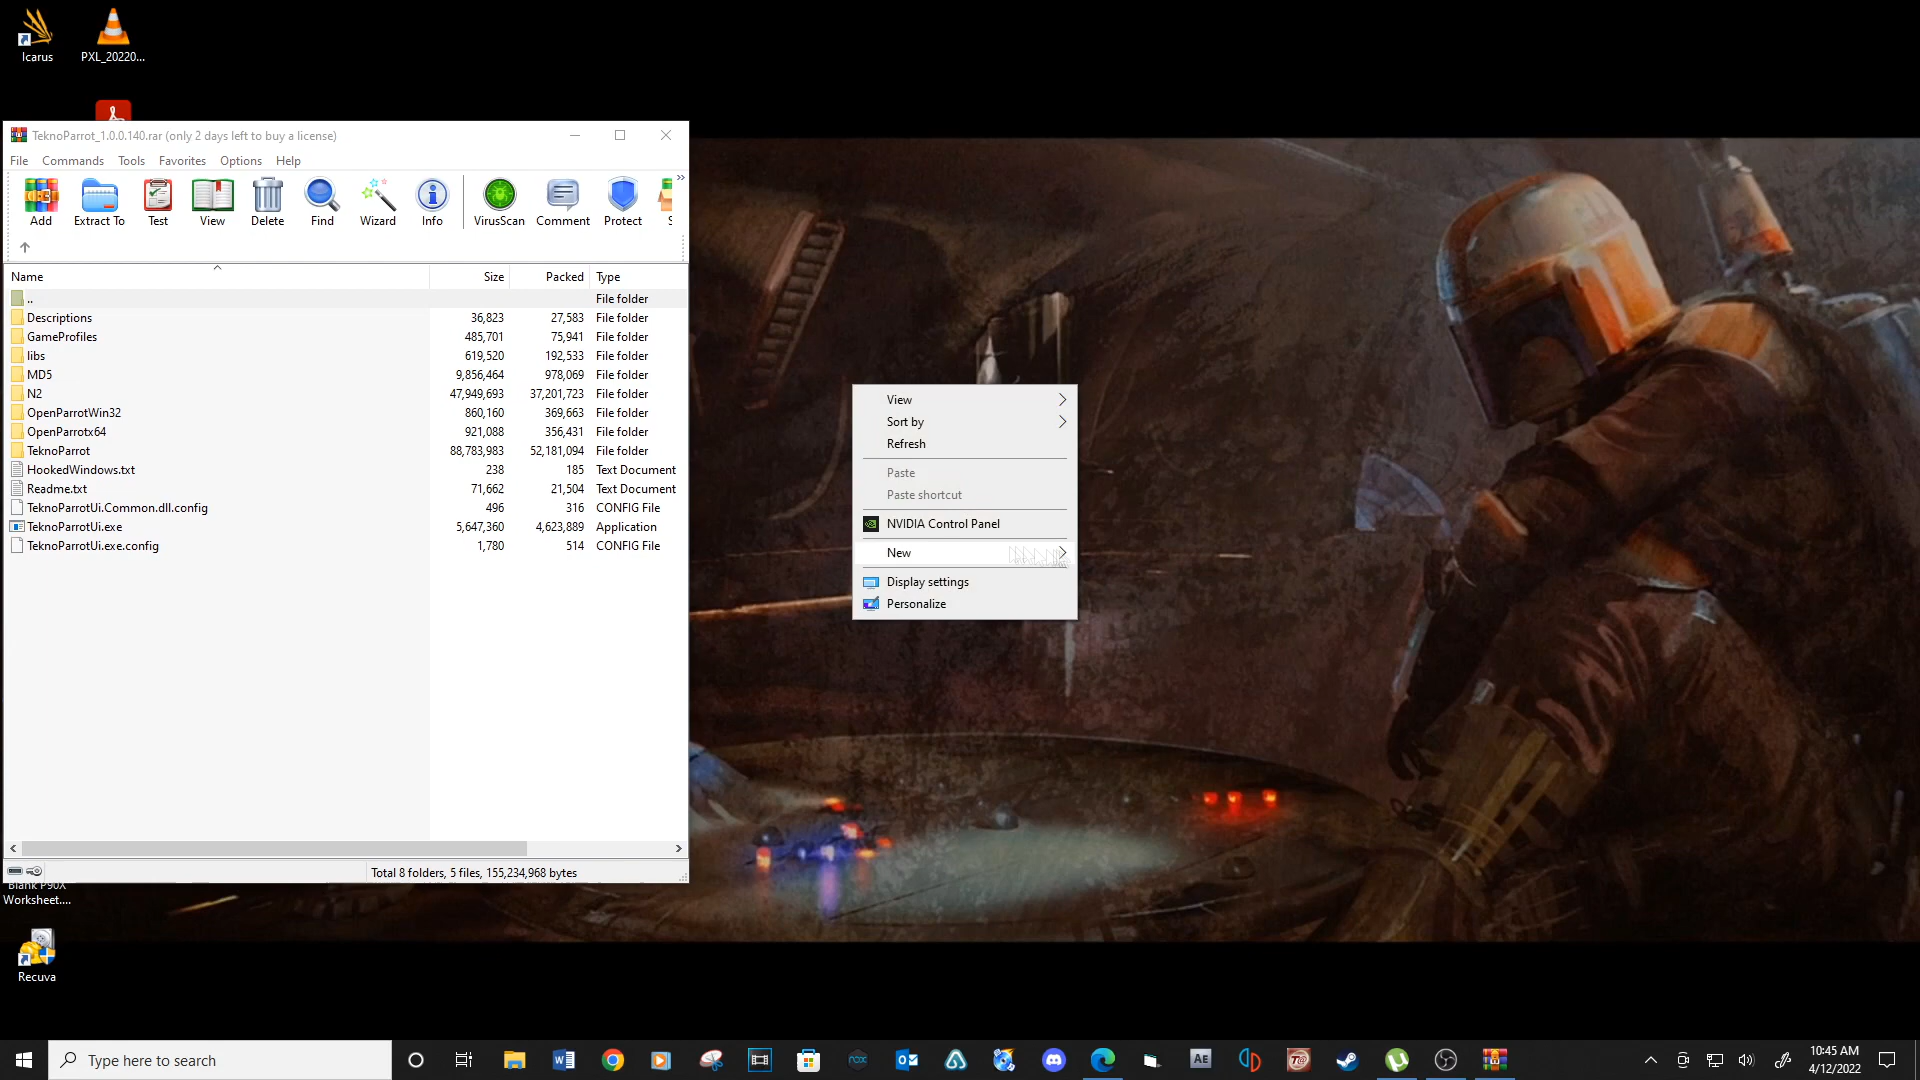 Icarus
PXL_20220...
TeknoParrot_1.0.0.140.rar (only 2 days left to buy a license)
File Commands Tools Favorites Options Help
Add Extract To Test View Delete Find Wizard Info VirusScan Comment Protect
Name Size Packed Type
.. File folder
Descriptions 36,823 27,583 File folder
GameProfiles 485,701 75,941 File folder
libs 619,520 192,533 File folder
MD5 9,856,464 978,069 File folder
N2 47,949,693 37,201,723 File folder
OpenParrotWin32 860,160 369,663 File folder
OpenParrotx64 921,088 356,431 File folder
TeknoParrot 88,783,983 52,181,094 File folder
HookedWindows.txt 238 185 Text Document
Readme.txt 71,662 21,504 Text Document
TeknoParrotUi.Common.dll.config 496 316 CONFIG File
TeknoParrotUi.exe 5,647,360 4,623,889 Application
TeknoParrotUi.exe.config 1,780 514 CONFIG File
Total 8 folders, 5 files, 155,234,968 bytes
View
Sort by
Refresh
Paste
Paste shortcut
NVIDIA Control Panel
New
Display settings
Personalize
Blank P90X
Worksheet....
Recuva
Type here to search
AE
10:45 AM
4/12/2022